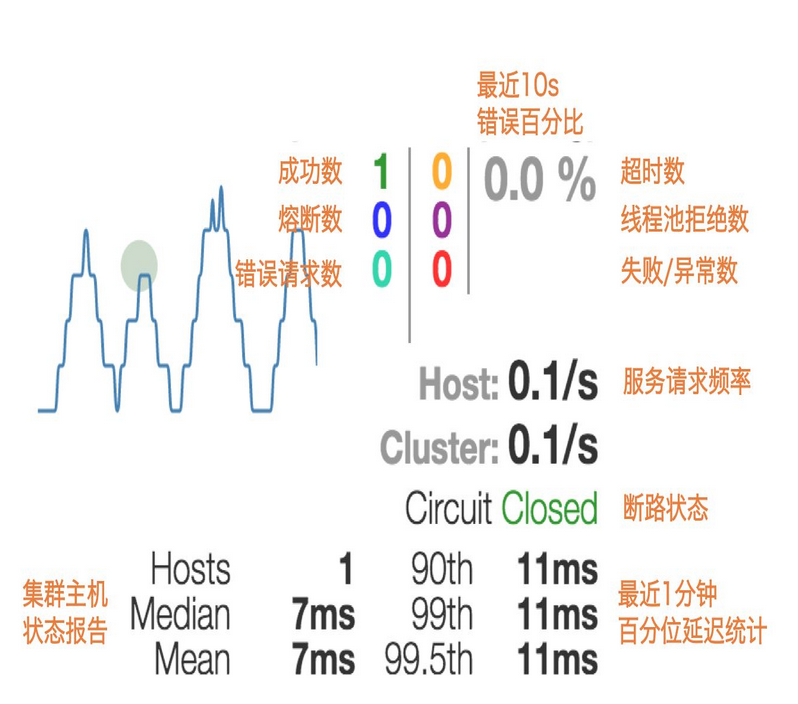 最近10s
错误百分比
成功数 1 0 0.0 % 超时数
熔断数 0 0 线程池拒绝数
错误请求数 0 0 失败/异常数
Host: 0.1/s 服务请求频率
Cluster: 0.1/s
Circuit Closed 断路状态
Hosts 1 90th 11ms
集群主机 最近1分钟
Median 7ms 99th 11ms
状态报告 百分位延迟统计
Mean 7ms 99.5th 11ms